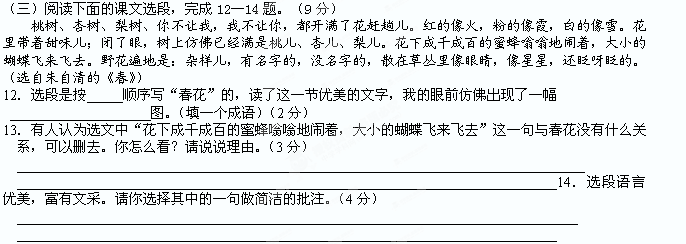 （三）阅读下面的课文选段，完成 12—14 题。（9 分）
桃树、杏树、梨树、你不让我，我不让你，都开满了花赶趟儿。红的像火，粉的像霞，白的像雪。花
里带着甜味儿；闭了眼，树上仿佛已经满是桃儿、杏儿、梨儿。花下成千成百的蜜蜂嗡嗡地闹着，大小的
蝴蝶飞来飞去。野花遍地是：杂样儿，有名字的，没名字的，散在草丛里像眼睛，像星星，还眨呀眨的。
（选自朱自清的《春》）
12．选段是按_____顺序写“春花”的，读了这一节优美的文字，我的眼前仿佛出现了一幅
____________________图。（填一个成语）（2 分）
13．有人认为选文中“花下成千成百的蜜蜂嗡嗡地闹着，大小的蝴蝶飞来飞去”这一句与春花没有什么关
系，可以删去。你怎么看？请说说理由。（3 分）
14．选段语言
优美，富有文采。请你选择其中的一句做简洁的批注。（4 分）